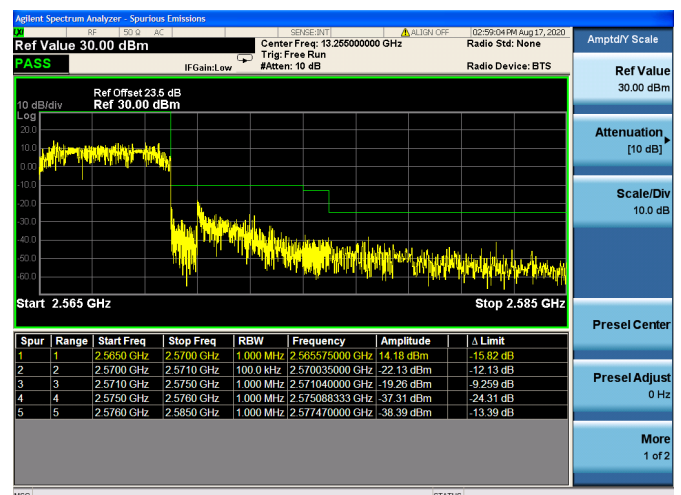 Agilent Spectrum Analyzer - Spurious Emissions
RF 50 Ω AC SENSE:INT ALIGN OFF 02:59:04 PM Aug 17, 2020
Ref Value 30.00 dBm Center Freq: 13.255000000 GHz Radio Std: None
Trig: Free Run
PASS IFGain:Low #Atten: 10 dB Radio Device: BTS
Ref Offset 23.5 dB
10 dB/div Ref 30.00 dBm
Log
20.0
10.0
0.00
-10.0
-20.0
-30.0
-40.0
-50.0
-60.0
Start 2.565 GHz Stop 2.585 GHz
Spur Range Start Freq Stop Freq RBW Frequency Amplitude Δ Limit
1 1 2.5650 GHz 2.5700 GHz 1.000 MHz 2.565575000 GHz 14.18 dBm -15.82 dB
2 2 2.5700 GHz 2.5710 GHz 100.0 kHz 2.570035000 GHz -22.13 dBm -12.13 dB
3 3 2.5710 GHz 2.5750 GHz 1.000 MHz 2.571040000 GHz -19.26 dBm -9.259 dB
4 4 2.5750 GHz 2.5760 GHz 1.000 MHz 2.575088333 GHz -37.31 dBm -24.31 dB
5 5 2.5760 GHz 2.5850 GHz 1.000 MHz 2.577470000 GHz -38.39 dBm -13.39 dB
Amptd/Y Scale
Ref Value
30.00 dBm
Attenuation
[10 dB]
Scale/Div
10.0 dB
Presel Center
Presel Adjust
0 Hz
More
1 of 2